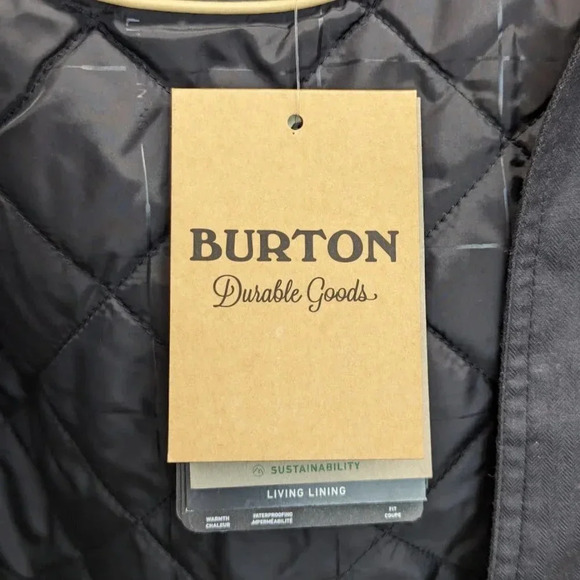 BURTON
Durable Goods
SUSTAINABILITY
LIVING LINING
WARMTH WATERPROOFING FIT
CHALEUR IMPERMÉABILITÉ COUPE